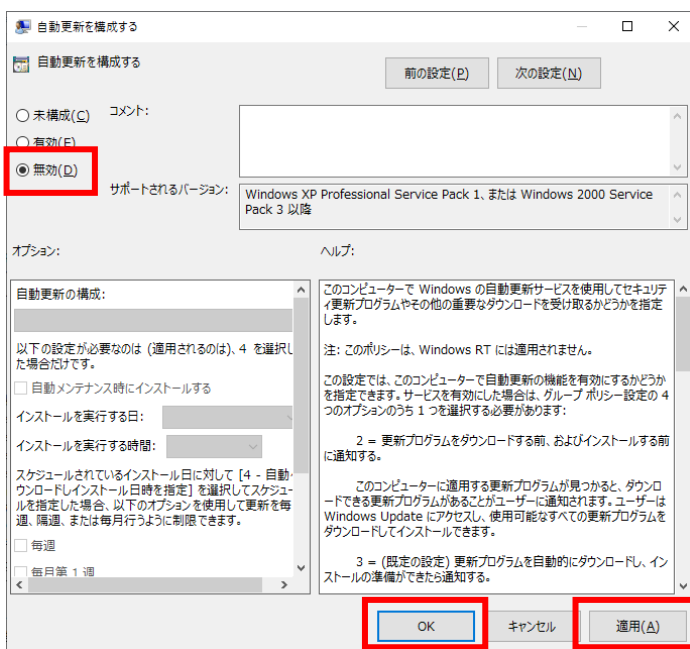 自動更新を構成する
自動更新を構成する
前の設定(P)
次の設定(N)
未構成(C)
コメント:
有効(E)
無効(D)
サポートされるバージョン:
Windows XP Professional Service Pack 1、または Windows 2000 Service
Pack 3 以降
オプション:
ヘルプ:
自動更新の構成:
以下の設定が必要なのは (適用されるのは)、4 を選択し
た場合だけです。
自動メンテナンス時にインストールする
インストールを実行する日:
インストールを実行する時間:
スケジュールされているインストール日に対して [4 - 自動
ウンロードしインストール日時を指定] を選択してスケジュー
ルを指定した場合、以下のオプションを使用して更新を毎
週、隔週、または毎月行うように制限できます。
毎週
毎月第 1 週
このコンピューターで Windows の自動更新サービスを使用してセキュリテ
ィ更新プログラムやその他の重要なダウンロードを受け取るかどうかを指定
します。
注: このポリシーは、Windows RT には適用されません。
この設定では、このコンピューターで自動更新の機能を有効にするかどうか
を指定できます。サービスを有効にした場合は、グループ ポリシー設定の 4
つのオプションのうち 1 つを選択する必要があります:
2 = 更新プログラムをダウンロードする前、およびインストールする前
に通知する。
このコンピューターに適用する更新プログラムが見つかると、ダウンロ
ードできる更新プログラムがあることがユーザーに通知されます。ユーザーは
Windows Update にアクセスし、使用可能なすべての更新プログラムを
ダウンロードしてインストールできます。
3 = (既定の設定) 更新プログラムを自動的にダウンロードし、イン
ストールの準備ができたら通知する。
OK
キャンセル
適用(A)